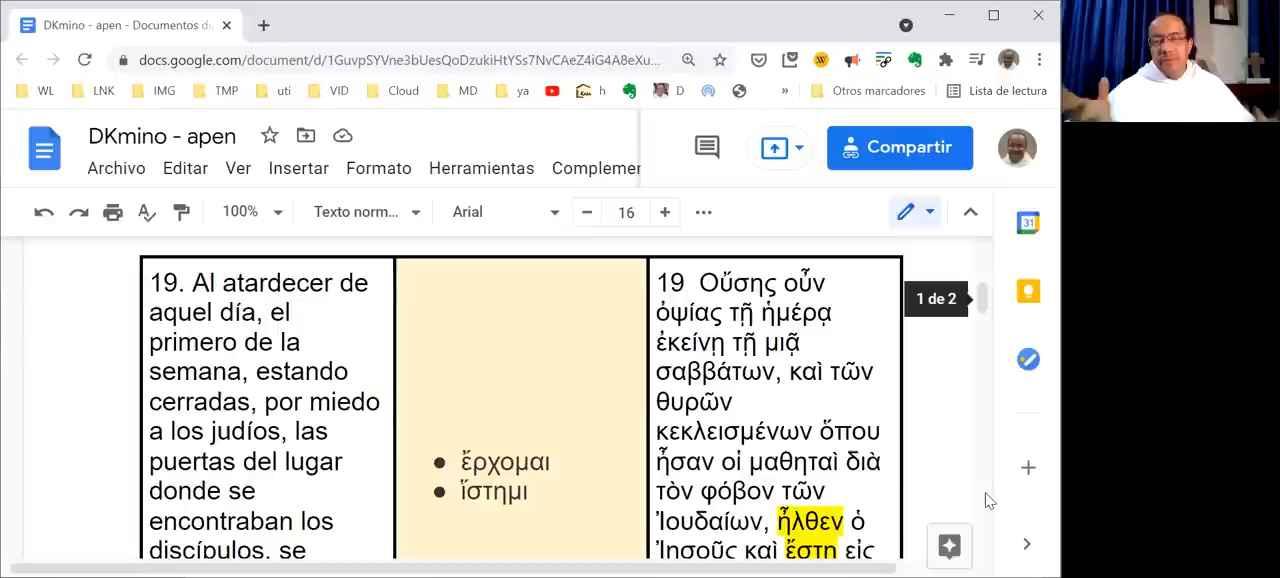 DKmino - apen - Documentos du
docs.google.com/document/d/1GuvpSYVne3bUesQoDzukiHtYSs7NvCAeZ4iG4A8eXu...
WL LNK IMG TMP uti VID Cloud MD ya h D » Otros marcadores Lista de lectura
DKmino - apen
Compartir
Archivo Editar Ver Insertar Formato Herramientas Complemen
100% Texto norm... Arial 16
31
1 de 2
19. Al atardecer de
aquel día, el
primero de la
semana, estando
cerradas, por miedo
a los judíos, las
puertas del lugar
donde se
encontraban los
discípulos, se
ἔρχομαι
ἵστημι
19 Οὔσης οὖν
ὀψίας τῇ ἡμέρᾳ
ἐκείνῃ τῇ μιᾷ
σαββάτων, καὶ τῶν
θυρῶν
κεκλεισμένων ὅπου
ἦσαν οἱ μαθηταὶ διὰ
τὸν φόβον τῶν
Ἰουδαίων, ἦλθεν ὁ
Ἰησοῦς καὶ ἔστη εἰς